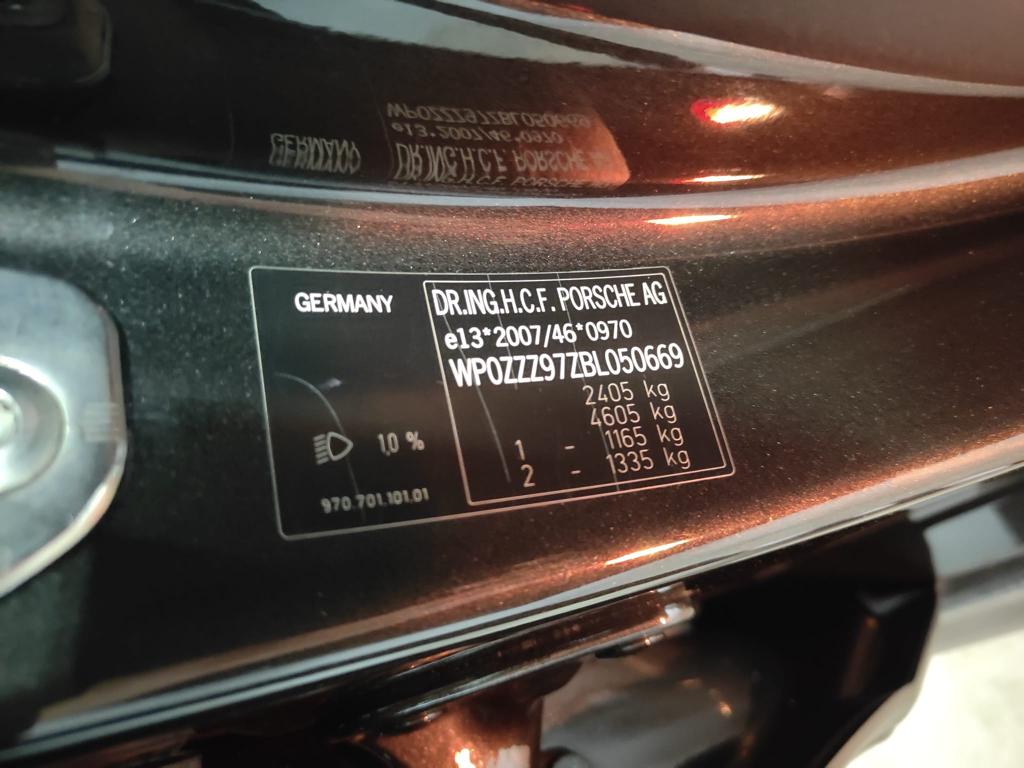 GERMANY
DR.ING.H.C.F. PORSCHE AG
e13*2007/46*0970
WP0ZZZ97ZBL050669
2405 kg
4605 kg
1 - 1165 kg
2 - 1335 kg
1,0 %
970.701.101.01